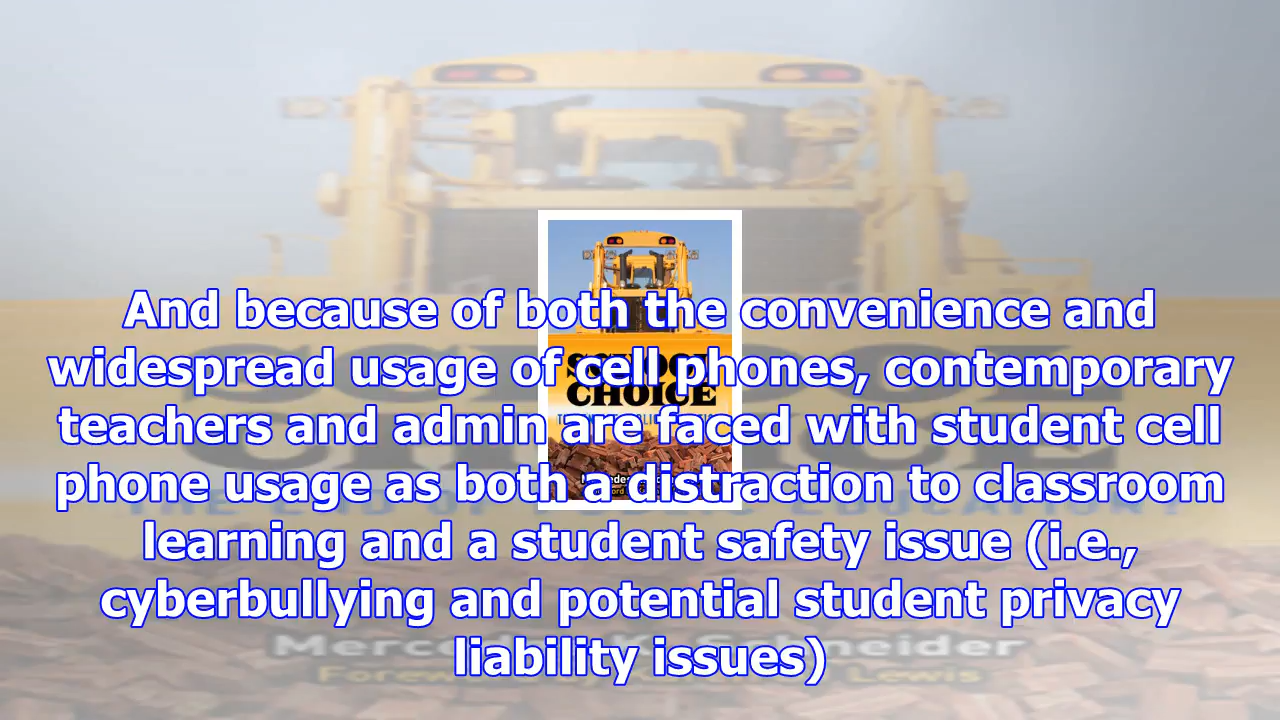 And because of both the convenience and
widespread usage of cell phones, contemporary
teachers and admin are faced with student cell
phone usage as both a distraction to classroom
learning and a student safety issue (i.e.,
cyberbullying and potential student privacy
liability issues)
SCHOOL
CHOICE